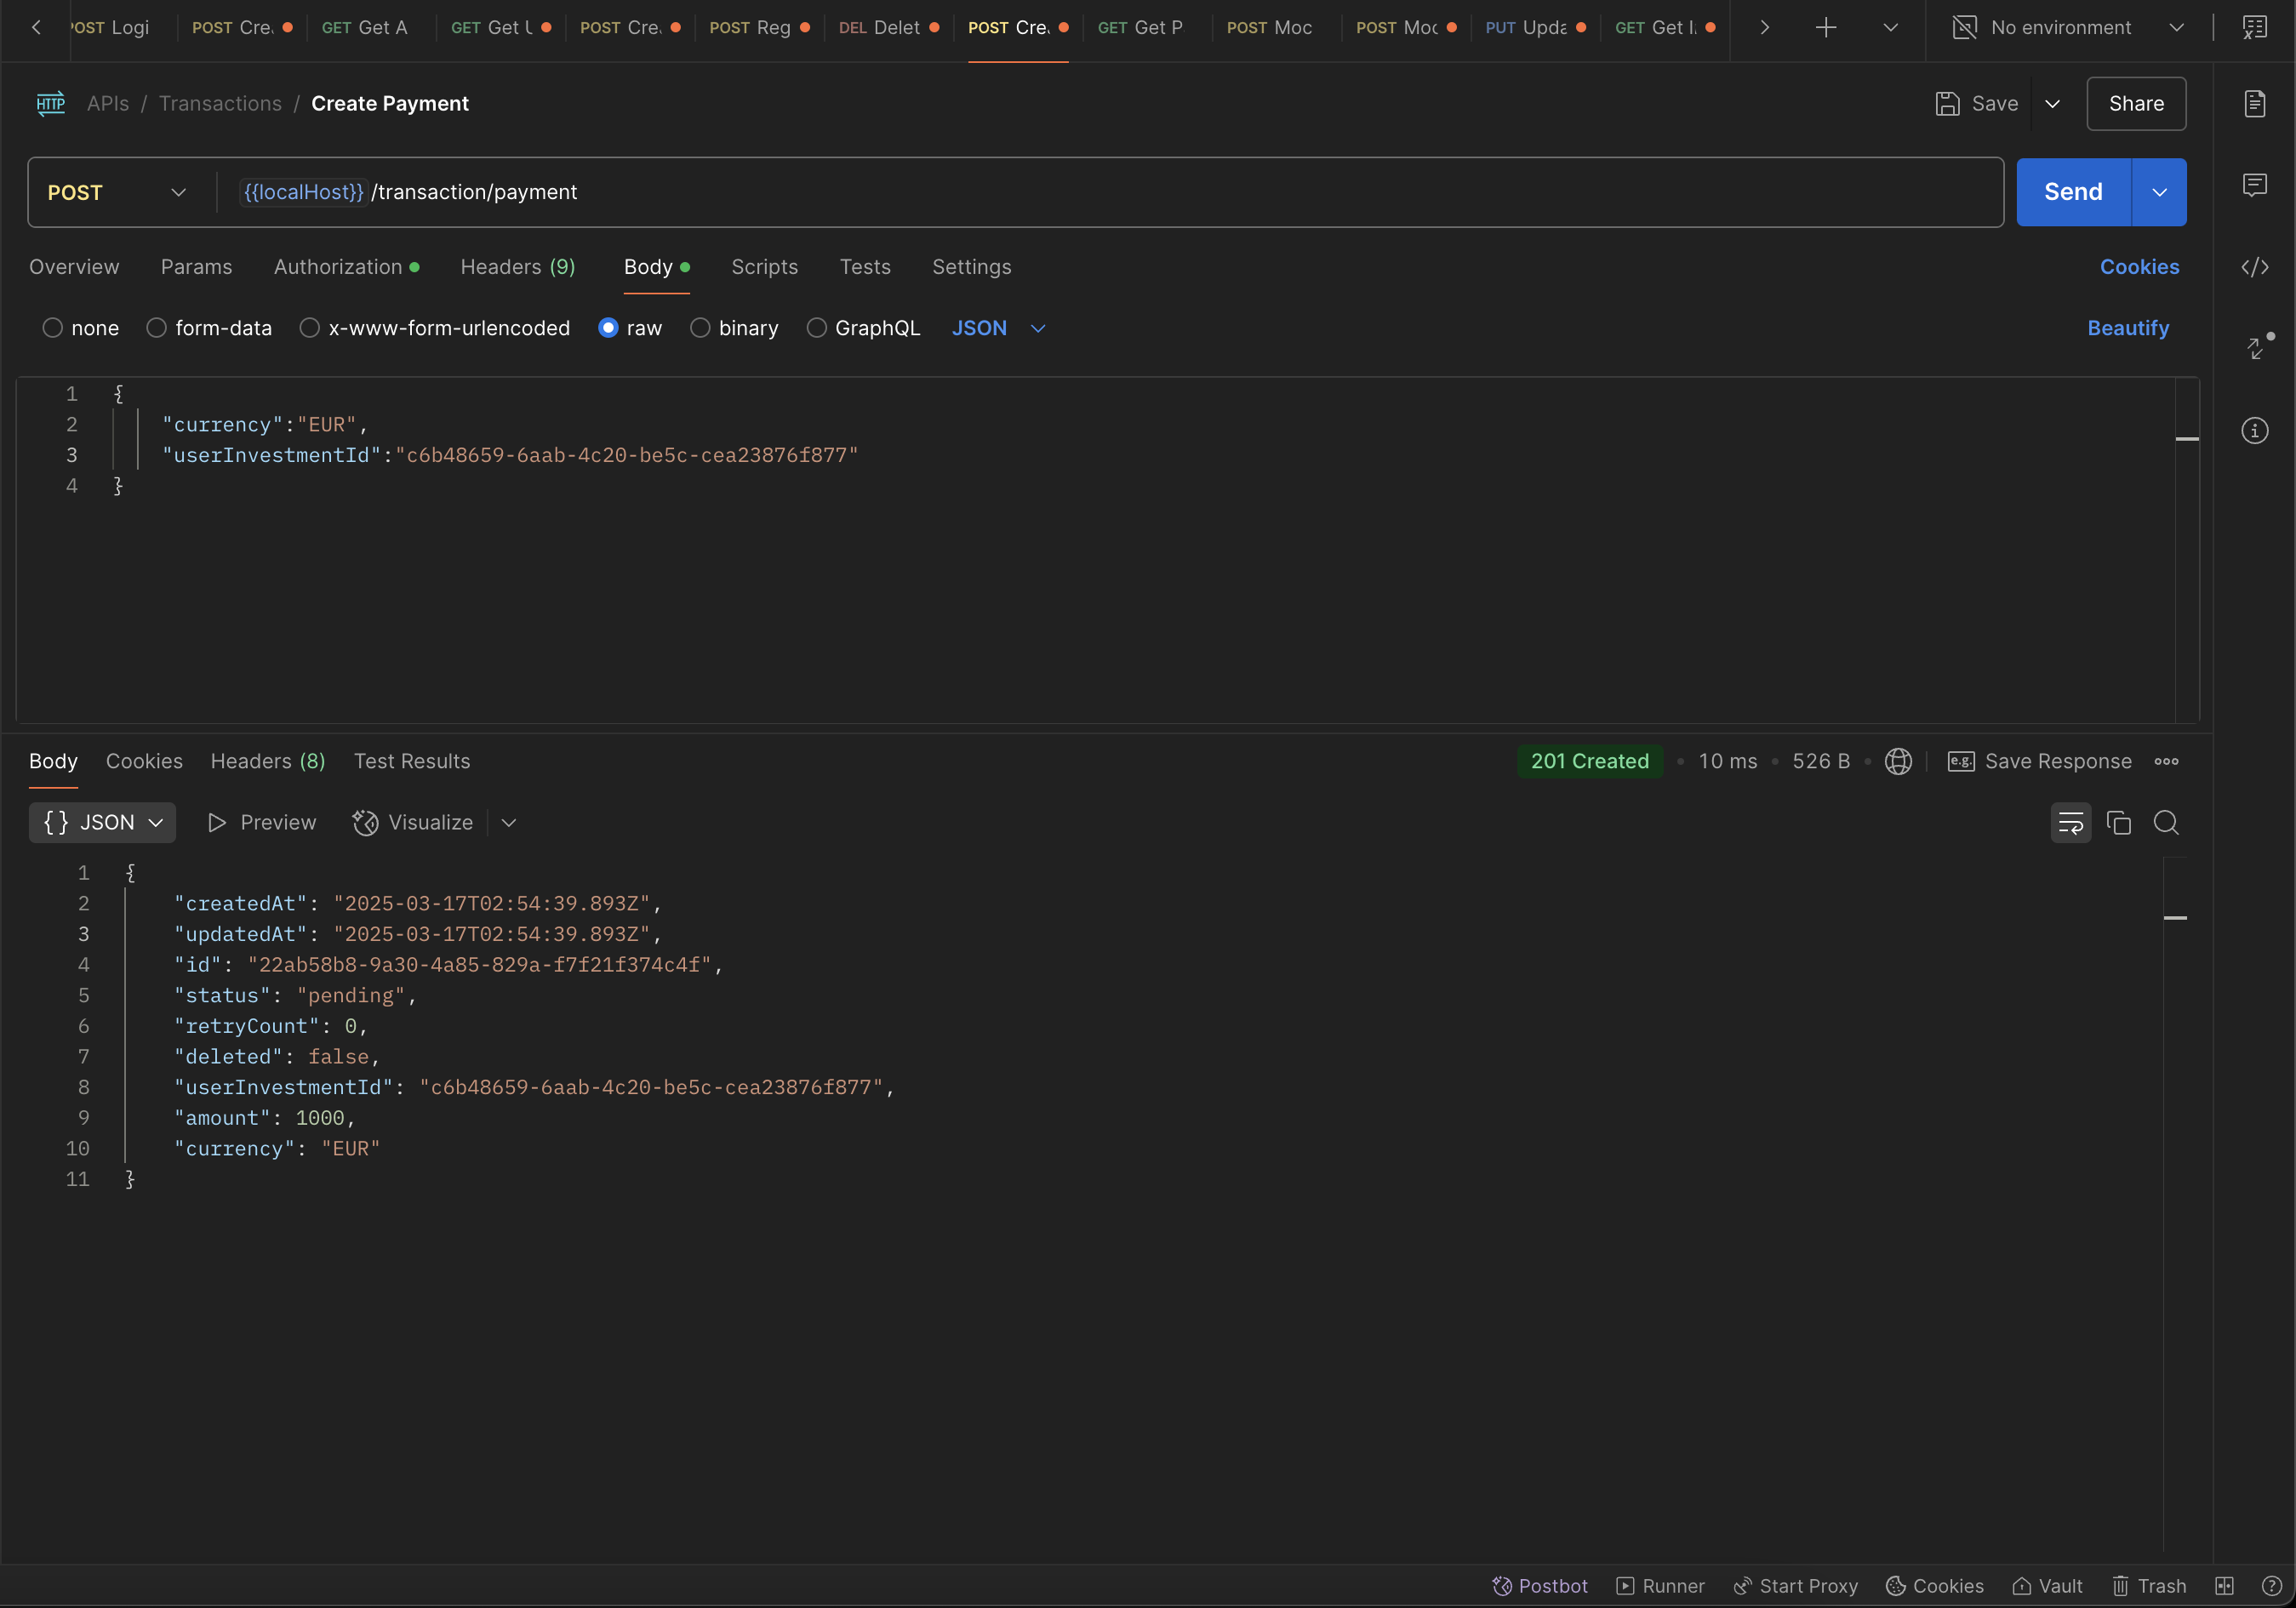 POST Logi POST Cre. GET Get A GET Get U POST Cre. POST Reg DEL Delet POST Cre. GET Get P POST Moc POST Moc PUT Upda GET Get I. No environment
HTTP APIs / Transactions / Create Payment Save Share
POST {{localHost}}/transaction/payment Send
Overview Params Authorization Headers (9) Body Scripts Tests Settings Cookies
none form-data x-www-form-urlencoded raw binary GraphQL JSON Beautify
1 {
2 "currency":"EUR",
3 "userInvestmentId":"c6b48659-6aab-4c20-be5c-cea23876f877"
4 }
Body Cookies Headers (8) Test Results 201 Created • 10 ms • 526 B • e.g. Save Response
{ } JSON Preview Visualize
1 {
2 "createdAt": "2025-03-17T02:54:39.893Z",
3 "updatedAt": "2025-03-17T02:54:39.893Z",
4 "id": "22ab58b8-9a30-4a85-829a-f7f21f374c4f",
5 "status": "pending",
6 "retryCount": 0,
7 "deleted": false,
8 "userInvestmentId": "c6b48659-6aab-4c20-be5c-cea23876f877",
9 "amount": 1000,
10 "currency": "EUR"
11 }
Postbot Runner Start Proxy Cookies Vault Trash